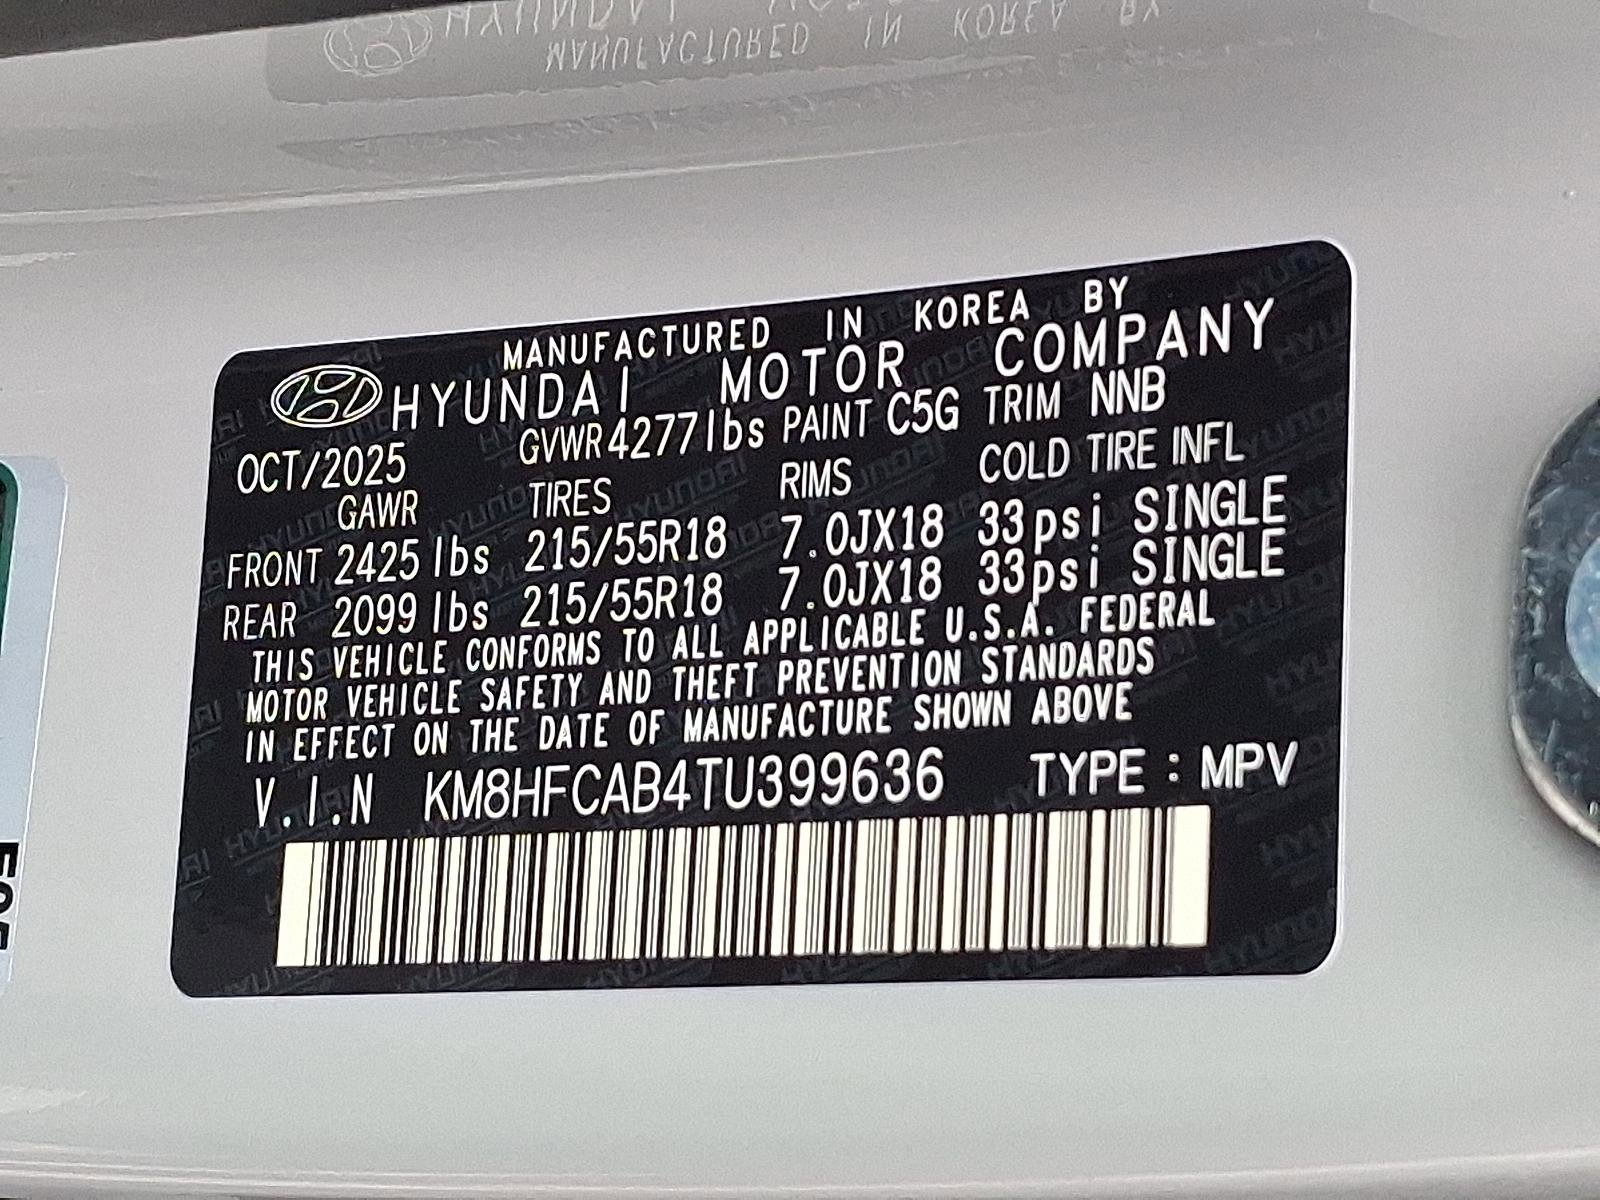 MANUFACTURED IN KOREA BY
HYUNDAI MOTOR COMPANY
OCT/2025 GVWR 4277lbs PAINT C5G TRIM NNB
GAWR TIRES RIMS COLD TIRE INFL
FRONT 2425 lbs 215/55R18 7.0JX18 33psi SINGLE
REAR 2099 lbs 215/55R18 7.0JX18 33psi SINGLE
THIS VEHICLE CONFORMS TO ALL APPLICABLE U.S.A. FEDERAL
MOTOR VEHICLE SAFETY AND THEFT PREVENTION STANDARDS
IN EFFECT ON THE DATE OF MANUFACTURE SHOWN ABOVE
V.I.N KM8HFCAB4TU399636 TYPE : MPV